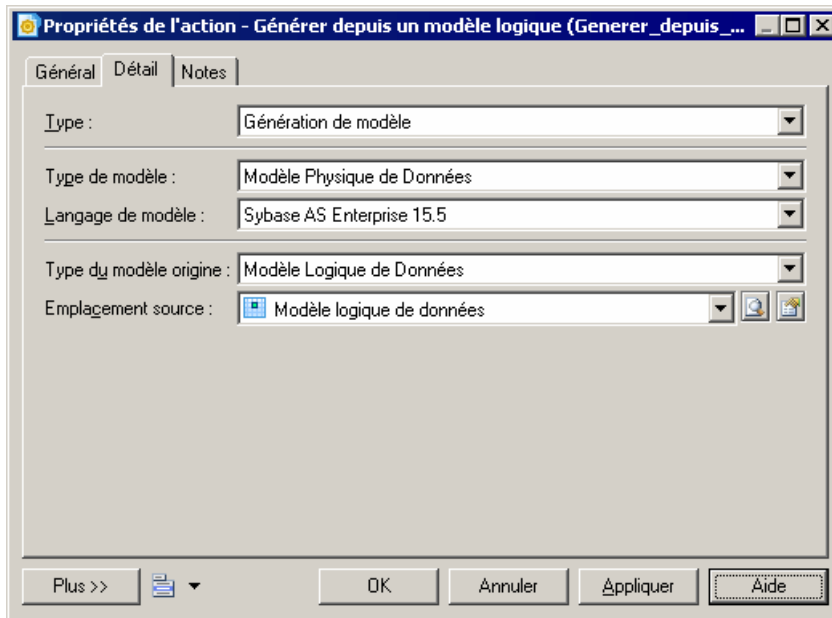 Propriétés de l'action - Générer depuis un modèle logique (Generer_depuis_...
Général Détail Notes
Type : Génération de modèle
Type de modèle : Modèle Physique de Données
Langage de modèle : Sybase AS Enterprise 15.5
Type du modèle origine : Modèle Logique de Données
Emplacement source : Modèle logique de données
Plus >> OK Annuler Appliquer Aide